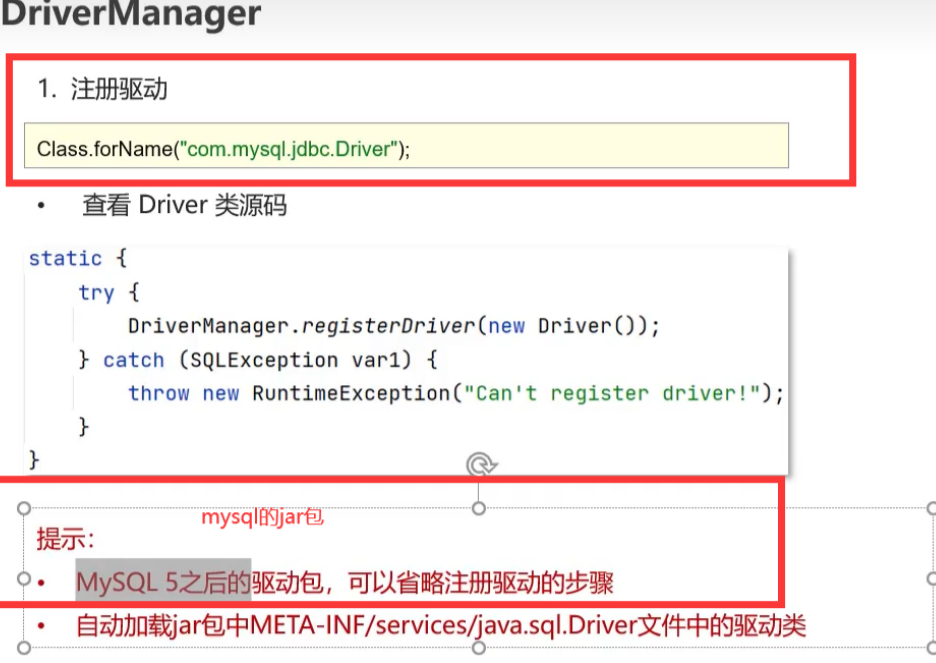 DriverManager
1. 注册驱动
Class.forName("com.mysql.jdbc.Driver");
• 查看 Driver 类源码
static {
try {
DriverManager.registerDriver(new Driver());
} catch (SQLException var1) {
throw new RuntimeException("Can't register driver!");
}
}
mysql的jar包
提示：
• MySQL 5之后的驱动包，可以省略注册驱动的步骤
• 自动加载jar包中META-INF/services/java.sql.Driver文件中的驱动类